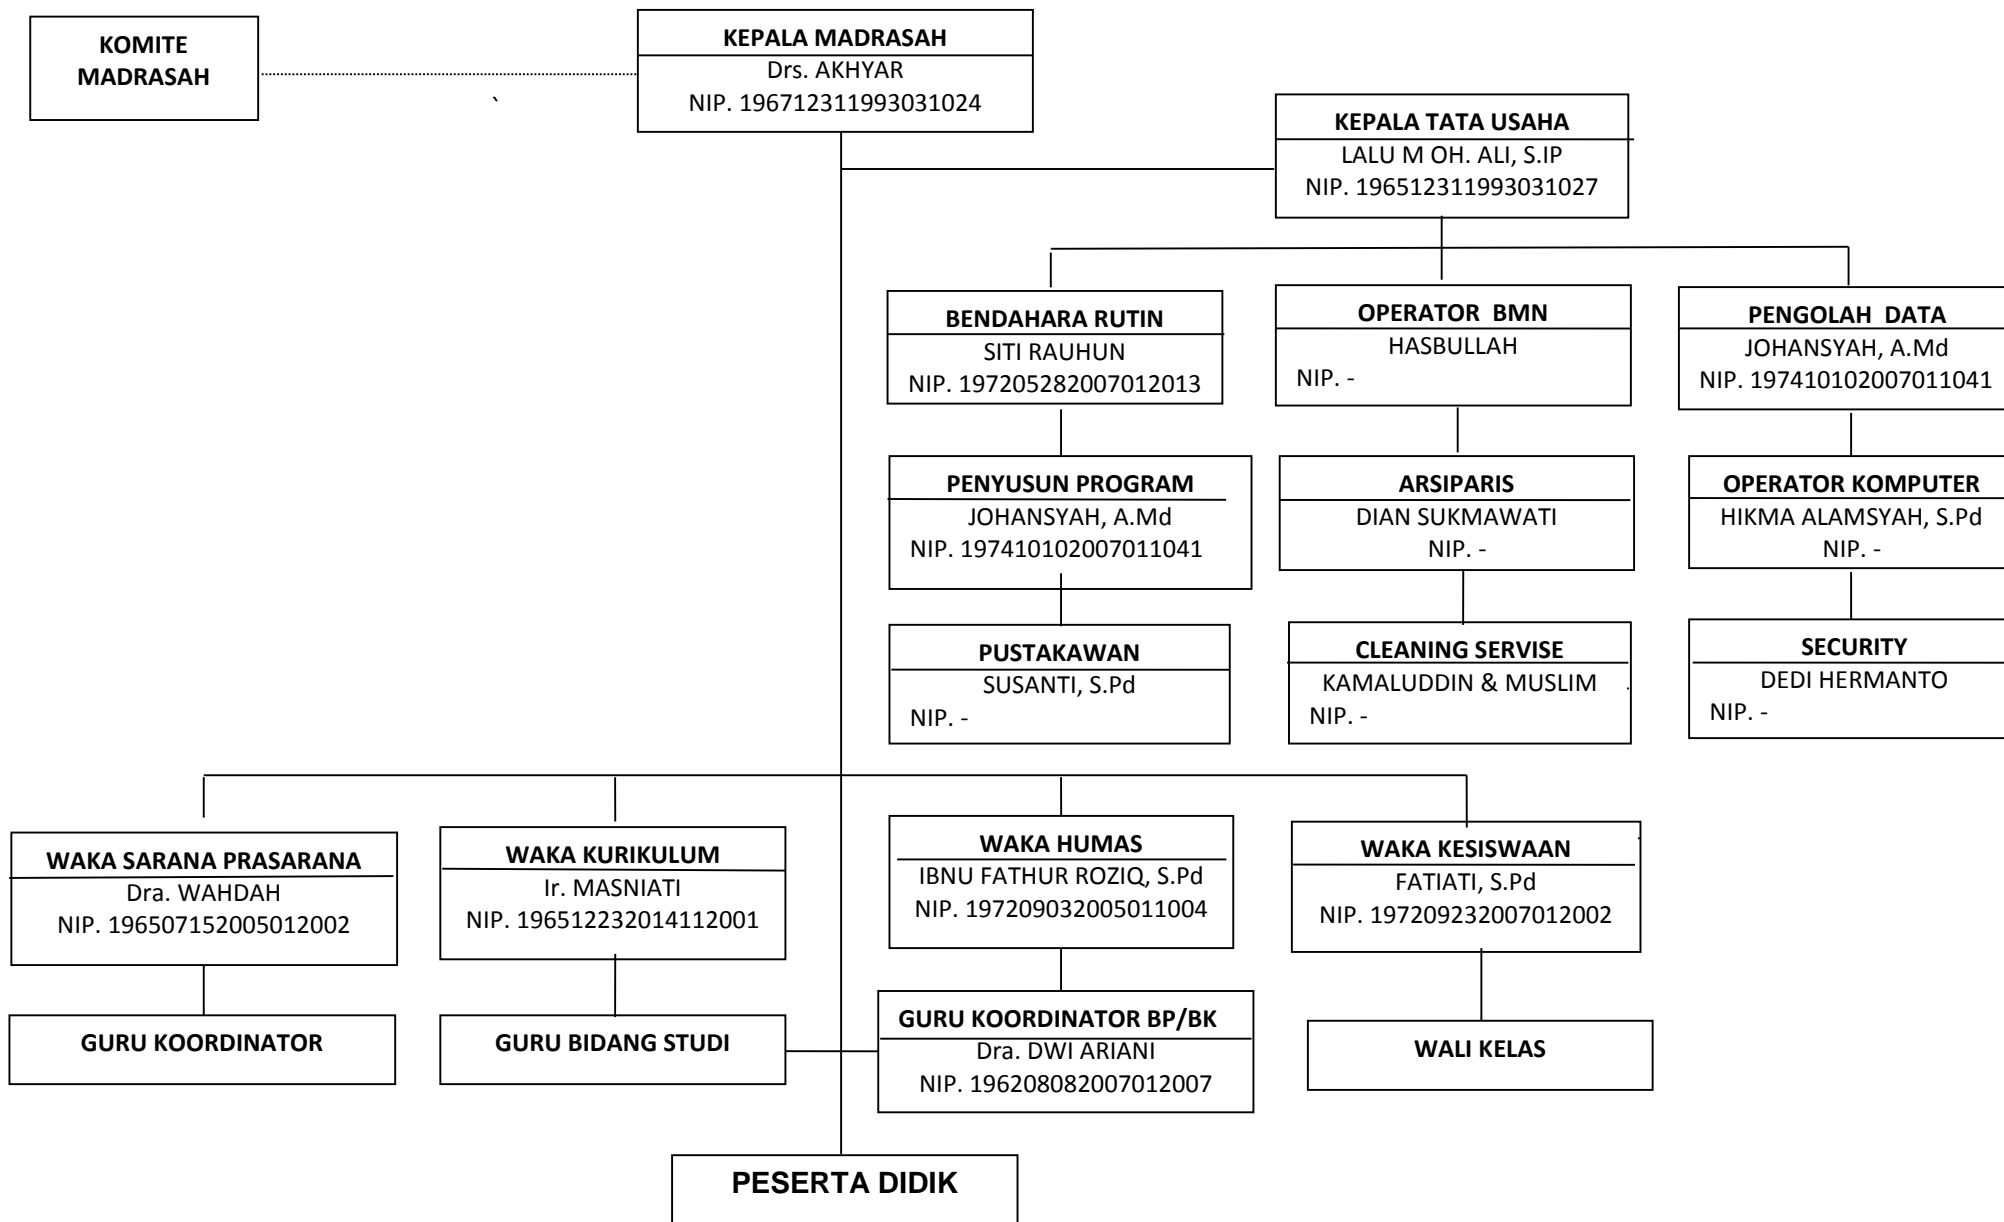 KOMITE
MADRASAH
KEPALA MADRASAH
Drs. AKHYAR
NIP. 196712311993031024
`
KEPALA TATA USAHA
LALU M OH. ALI, S.IP
NIP. 196512311993031027
BENDAHARA RUTIN
SITI RAUHUN
NIP. 197205282007012013
OPERATOR  BMN
HASBULLAH
NIP. -
PENGOLAH  DATA
JOHANSYAH, A.Md
NIP. 197410102007011041
PENYUSUN PROGRAM
JOHANSYAH, A.Md
NIP. 197410102007011041
ARSIPARIS
DIAN SUKMAWATI
NIP. -
OPERATOR KOMPUTER
HIKMA ALAMSYAH, S.Pd
NIP. -
PUSTAKAWAN
SUSANTI, S.Pd
NIP. -
CLEANING SERVISE
KAMALUDDIN & MUSLIM
NIP. -
SECURITY
DEDI HERMANTO
NIP. -
WAKA SARANA PRASARANA
Dra. WAHDAH
NIP. 196507152005012002
WAKA KURIKULUM
Ir. MASNIATI
NIP. 196512232014112001
WAKA HUMAS
IBNU FATHUR ROZIQ, S.Pd
NIP. 197209032005011004
WAKA KESISWAAN
FATIATI, S.Pd
NIP. 197209232007012002
GURU KOORDINATOR
GURU BIDANG STUDI
GURU KOORDINATOR BP/BK
Dra. DWI ARIANI
NIP. 196208082007012007
WALI KELAS
PESERTA DIDIK